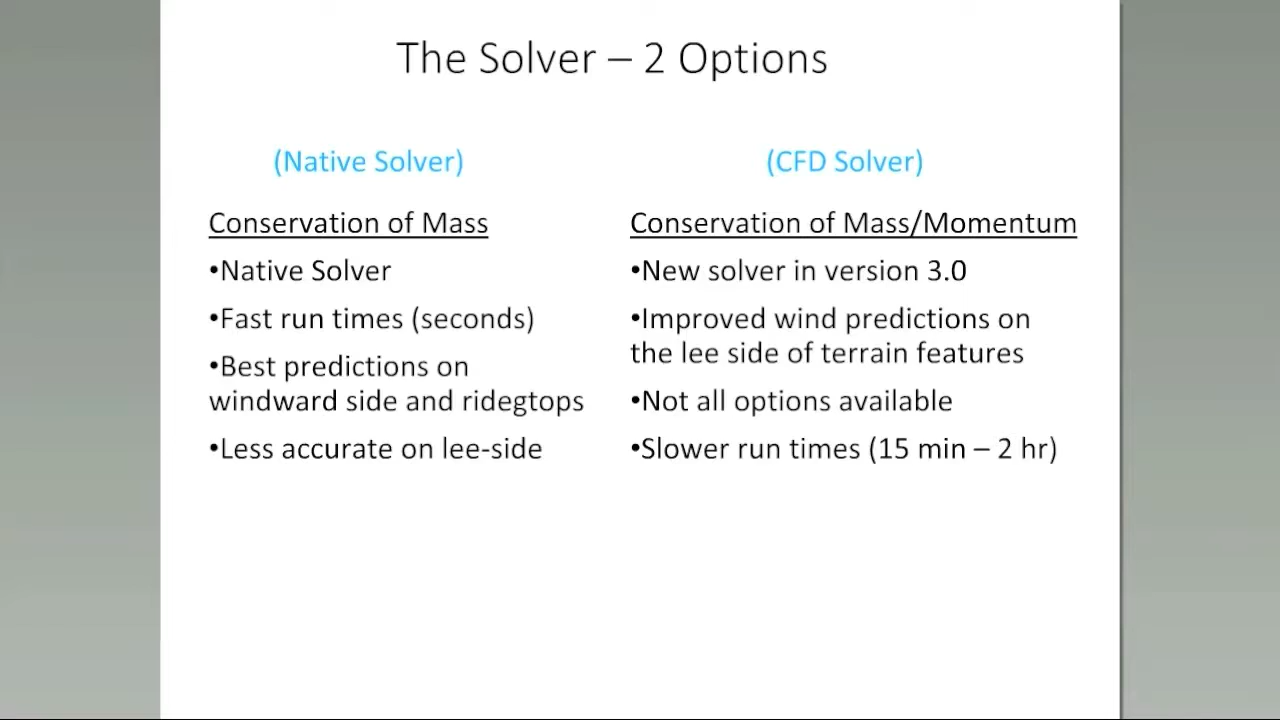 The Solver – 2 Options
(Native Solver)
Conservation of Mass
•Native Solver
•Fast run times (seconds)
•Best predictions on
windward side and ridegtops
•Less accurate on lee-side
(CFD Solver)
Conservation of Mass/Momentum
•New solver in version 3.0
•Improved wind predictions on
the lee side of terrain features
•Not all options available
•Slower run times (15 min – 2 hr)